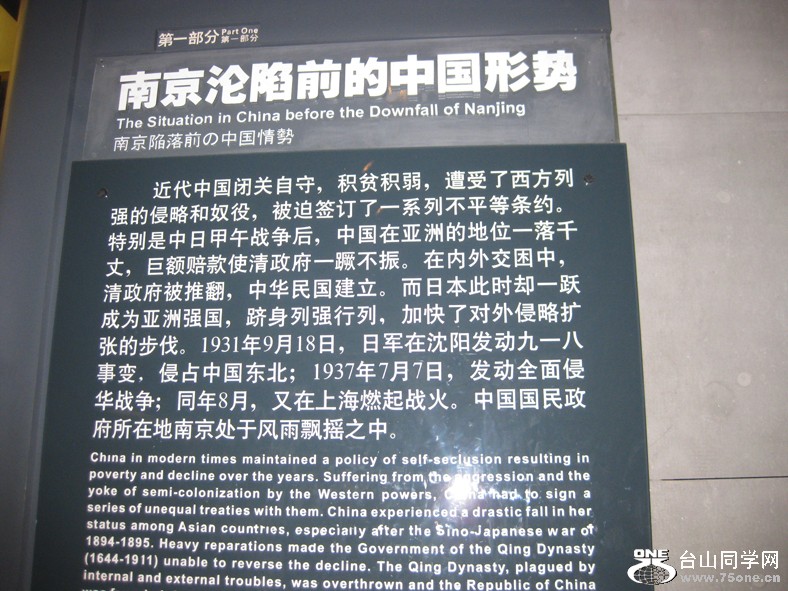 第一部分 Part One 第一部分
南京沦陷前的中国形势
The Situation in China before the Downfall of Nanjing
南京陥落前の中国情勢
近代中国闭关自守，积贫积弱，遭受了西方列
强的侵略和奴役，被迫签订了一系列不平等条约。
特别是中日甲午战争后，中国在亚洲的地位一落千
丈，巨额赔款使清政府一蹶不振。在内外交困中，
清政府被推翻，中华民国建立。而日本此时却一跃
成为亚洲强国，跻身列强行列，加快了对外侵略扩
张的步伐。1931年9月18日，日军在沈阳发动九一八
事变，侵占中国东北；1937年7月7日，发动全面侵
华战争；同年8月，又在上海燃起战火。中国国民政
府所在地南京处于风雨飘摇之中。
China in modern times maintained a policy of self-seclusion resulting in
poverty and decline over the years. Suffering from the aggression and the
yoke of semi-colonization by the Western powers, China had to sign a
series of unequal treaties with them. China experienced a drastic fall in her
status among Asian countries, especially after the Sino-Japanese war of
1894-1895. Heavy reparations made the Government of the Qing Dynasty
(1644-1911) unable to reverse the decline. The Qing Dynasty, plagued by
internal and external troubles, was overthrown and the Republic of China
ONE
75
台山同学网
www.75one.cn